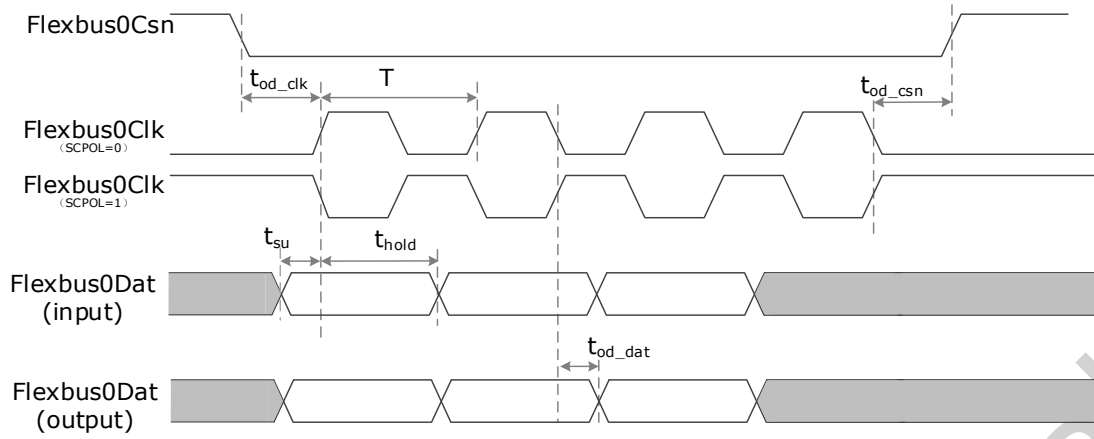 Flexbus0Csn
t_od_clk
T
t_od_csn
Flexbus0Clk
（SCPOL=0）
Flexbus0Clk
（SCPOL=1）
t_su
t_hold
Flexbus0Dat
(input)
t_od_dat
Flexbus0Dat
(output)